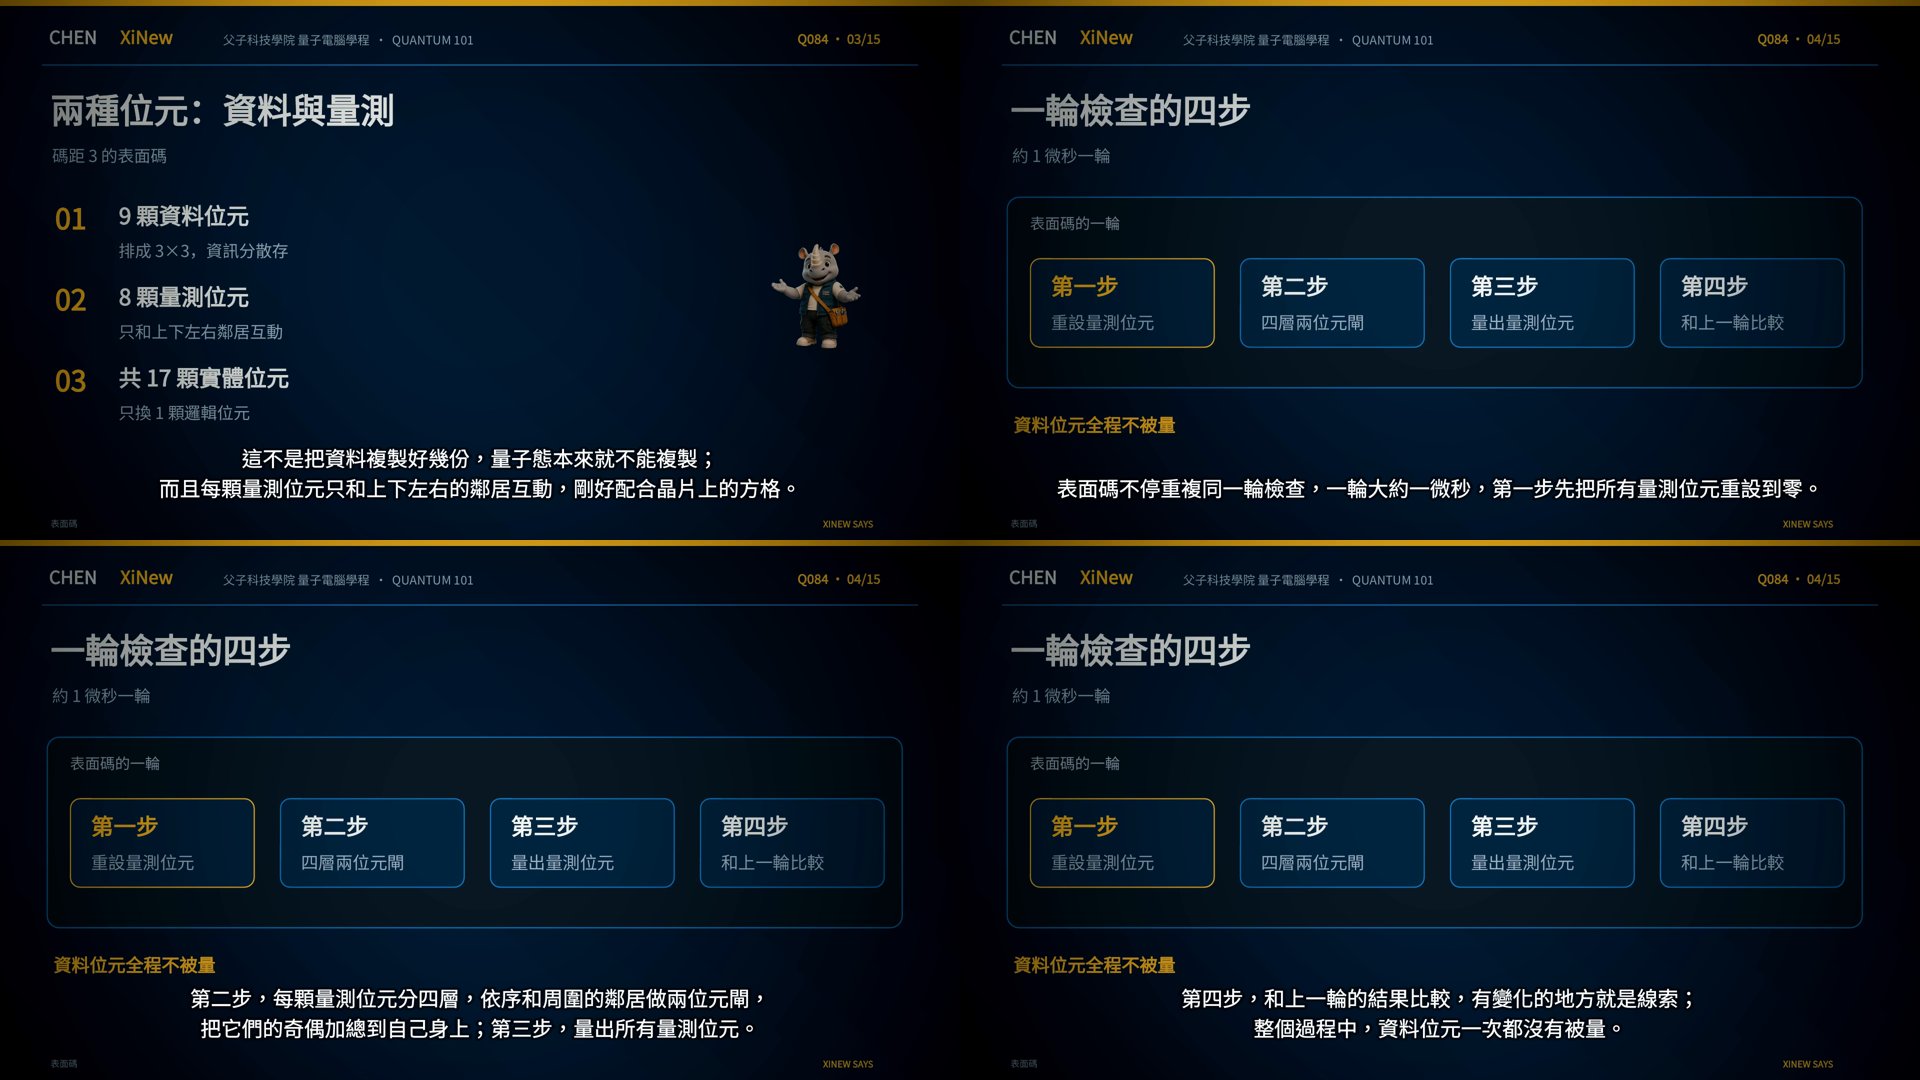 CHEN XiNew 父子科技學院 量子電腦學程 · QUANTUM 101 Q084 · 03/15
兩種位元：資料與量測
碼距 3 的表面碼
01 9 顆資料位元
排成 3×3，資訊分散存
02 8 顆量測位元
只和上下左右鄰居互動
03 共 17 顆實體位元
只換 1 顆邏輯位元
這不是把資料複製好幾份，量子態本來就不能複製；
而且每顆量測位元只和上下左右的鄰居互動，剛好配合晶片上的方格。
表面碼 XINEW SAYS
CHEN XiNew 父子科技學院 量子電腦學程 · QUANTUM 101 Q084 · 04/15
一輪檢查的四步
約 1 微秒一輪
表面碼的一輪
第一步 第二步 第三步 第四步
重設量測位元 四層兩位元閘 量出量測位元 和上一輪比較
資料位元全程不被量
表面碼不停重複同一輪檢查，一輪大約一微秒，第一步先把所有量測位元重設到零。
表面碼 XINEW SAYS
CHEN XiNew 父子科技學院 量子電腦學程 · QUANTUM 101 Q084 · 04/15
一輪檢查的四步
約 1 微秒一輪
表面碼的一輪
第一步 第二步 第三步 第四步
重設量測位元 四層兩位元閘 量出量測位元 和上一輪比較
資料位元全程不被量
第二步，每顆量測位元分四層，依序和周圍的鄰居做兩位元閘，
把它們的奇偶加總到自己身上；第三步，量出所有量測位元。
表面碼 XINEW SAYS
CHEN XiNew 父子科技學院 量子電腦學程 · QUANTUM 101 Q084 · 04/15
一輪檢查的四步
約 1 微秒一輪
表面碼的一輪
第一步 第二步 第三步 第四步
重設量測位元 四層兩位元閘 量出量測位元 和上一輪比較
資料位元全程不被量
第四步，和上一輪的結果比較，有變化的地方就是線索；
整個過程中，資料位元一次都沒有被量。
表面碼 XINEW SAYS